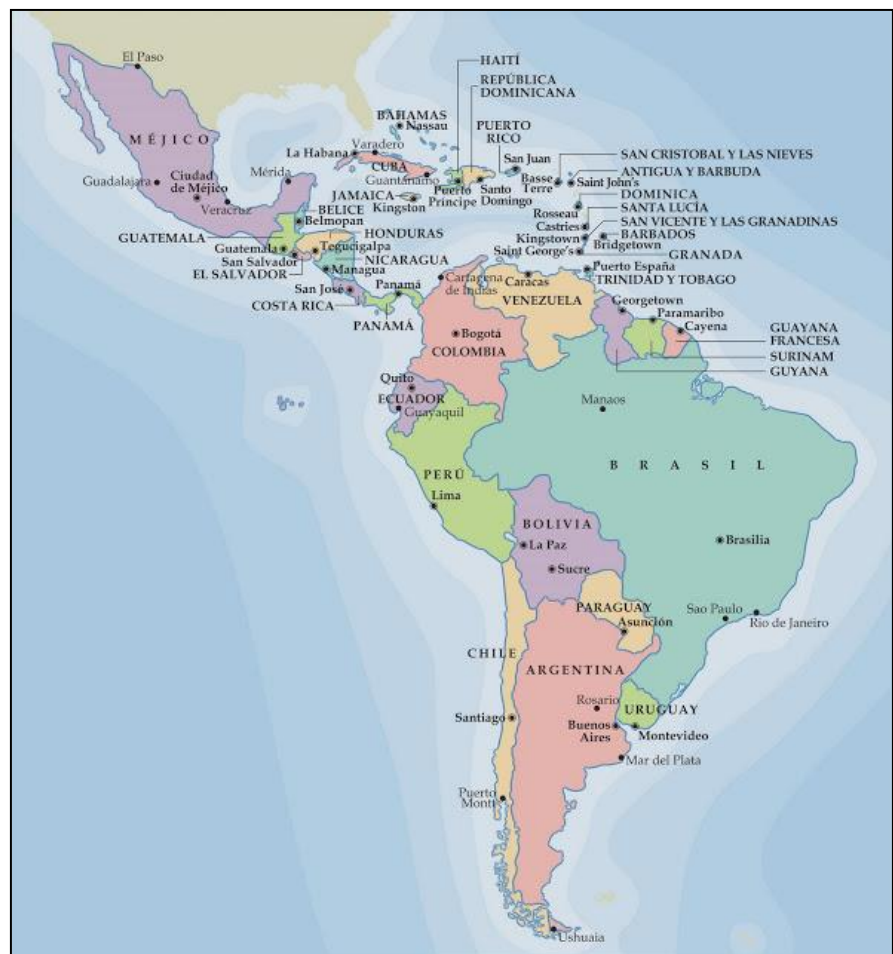 El Paso
MÉJICO
Guadalajara
Ciudad
de Méjico
Veracruz
Mérida
La Habana
Varadero
CUBA
Guantánamo
BAHAMAS
Nassau
HAITÍ
REPÚBLICA
DOMINICANA
PUERTO
RICO
San Juan
JAMAICA
Kingston
Puerto
Príncipe
Santo
Domingo
Basse
Terre
SAN CRISTOBAL Y LAS NIEVES
ANTIGUA Y BARBUDA
Saint John's
DOMINICA
Rosseau
SANTA LUCÍA
Castries
SAN VICENTE Y LAS GRANADINAS
Kingstown
BARBADOS
Bridgetown
Saint George's
GRANADA
Puerto España
TRINIDAD Y TOBAGO
BELICE
Belmopan
GUATEMALA
Guatemala
HONDURAS
Tegucigalpa
San Salvador
EL SALVADOR
NICARAGUA
Managua
San José
COSTA RICA
Panamá
PANAMÁ
Cartagena
de Indias
Caracas
VENEZUELA
Georgetown
Paramaribo
Cayena
GUAYANA
FRANCESA
SURINAM
GUYANA
Bogotá
COLOMBIA
Quito
ECUADOR
Guayaquil
Manaos
BRASIL
PERÚ
Lima
BOLIVIA
La Paz
Sucre
Brasilia
PARAGUAY
Asunción
Sao Paulo
Rio de Janeiro
CHILE
ARGENTINA
Rosario
URUGUAY
Santiago
Buenos
Aires
Montevideo
Mar del Plata
Puerto
Montt
Ushuaia